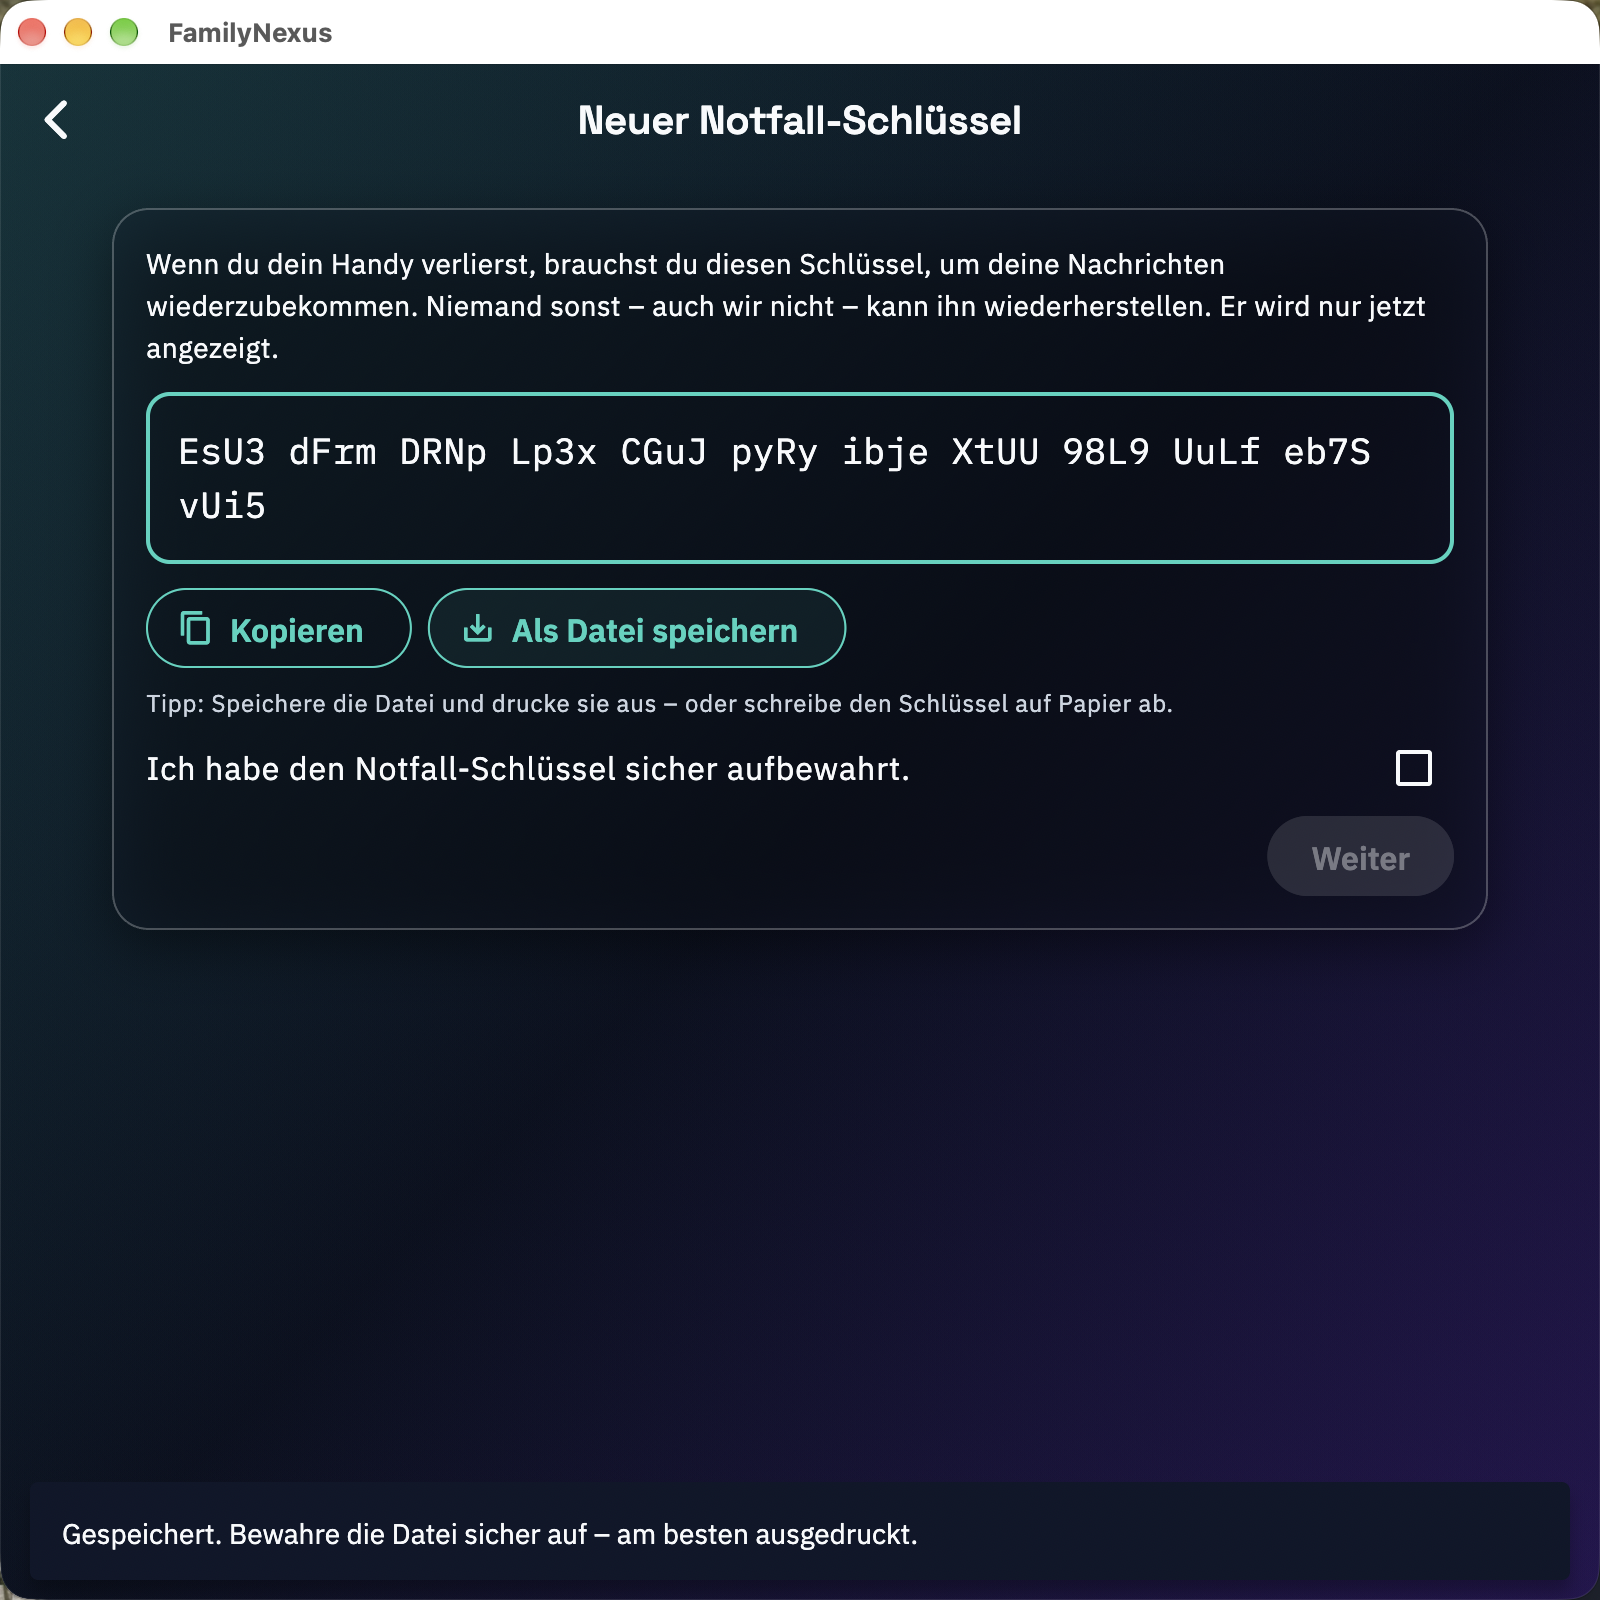 FamilyNexus
Neuer Notfall-Schlüssel
Wenn du dein Handy verlierst, brauchst du diesen Schlüssel, um deine Nachrichten
wiederzubekommen. Niemand sonst – auch wir nicht – kann ihn wiederherstellen. Er wird nur jetzt
angezeigt.
EsU3 dFrm DRNp Lp3x CGuJ pyRy ibje XtUU 98L9 UuLf eb7S
vUi5
Kopieren
Als Datei speichern
Tipp: Speichere die Datei und drucke sie aus – oder schreibe den Schlüssel auf Papier ab.
Ich habe den Notfall-Schlüssel sicher aufbewahrt.
Weiter
Gespeichert. Bewahre die Datei sicher auf – am besten ausgedruckt.